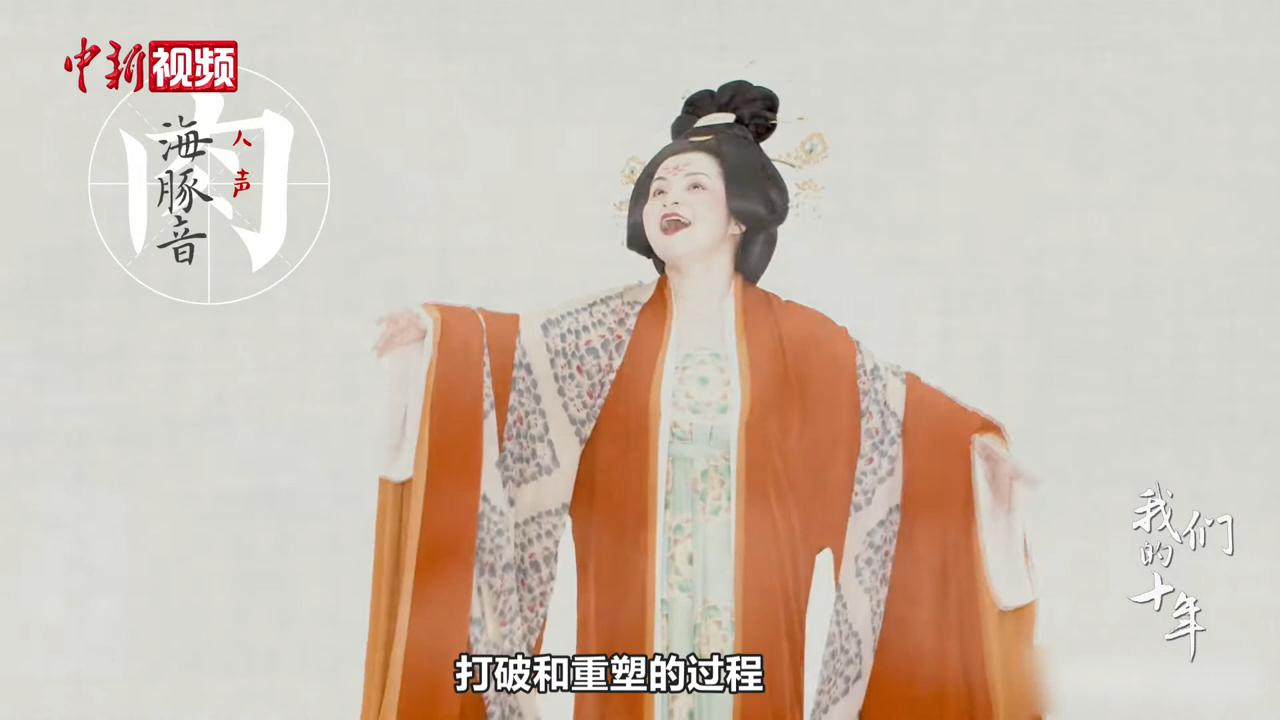 中新视频
肉
人声
海豚音
我们的十年
打破和重塑的过程